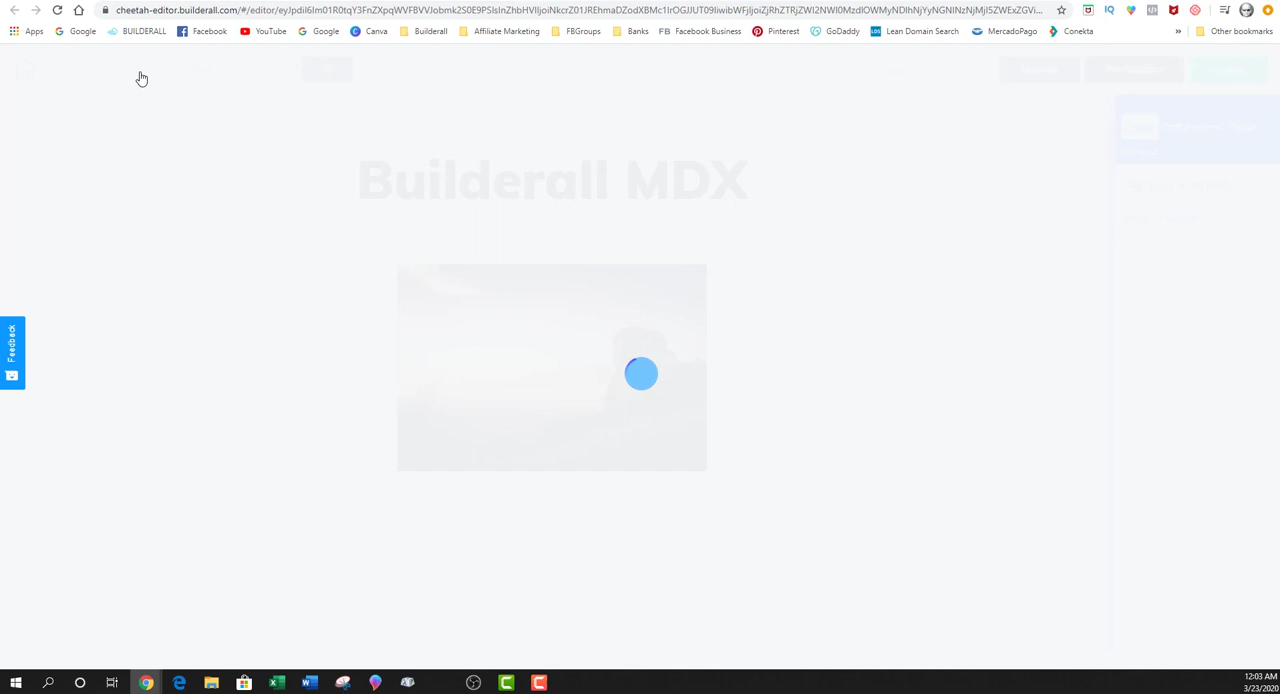 cheetah-editor.builderall.com/#/editor/eyJpdiI6Im01R0tqY3FnZXpqWVFBVVJobmk2S0E9PSIsInZhbHVlIjoiNkcrZ01JREhmaDZodXBMc1lrOGJJUT09IiwibWFjIjoiZjRhZTRjZWI2NWI0MzdlOWMyNDlhNjYyNGNlNzNjMjI5ZWExZGVi...
Apps Google BUILDERALL Facebook YouTube Google Canva Builderall Affiliate Marketing FBGroups Banks FB Facebook Business Pinterest GoDaddy LDS Lean Domain Search MercadoPago Conekta » Other bookmarks
Builderall MDX
Feedback
12:03 AM
3/23/2020